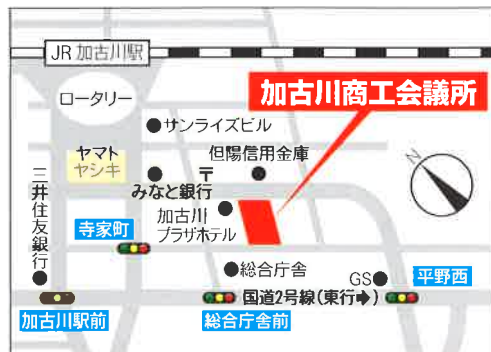 JR 加古川駅
ロータリー
加古川商工会議所
サンライズビル
ヤマト
ヤシキ
但陽信用金庫
〒
みなと銀行
N
三井住友銀行
加古川
プラザホテル
寺家町
総合庁舎
GS
平野西
国道2号線(東行➡)
加古川駅前
総合庁舎前